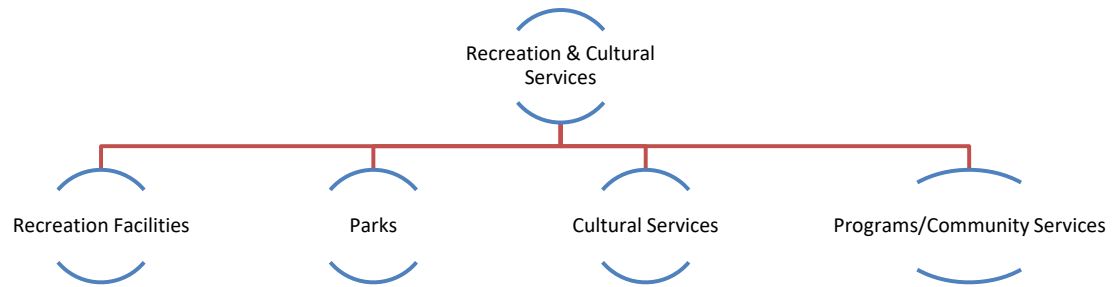 Recreation & Cultural
Services
Recreation Facilities
Parks
Cultural Services
Programs/Community Services